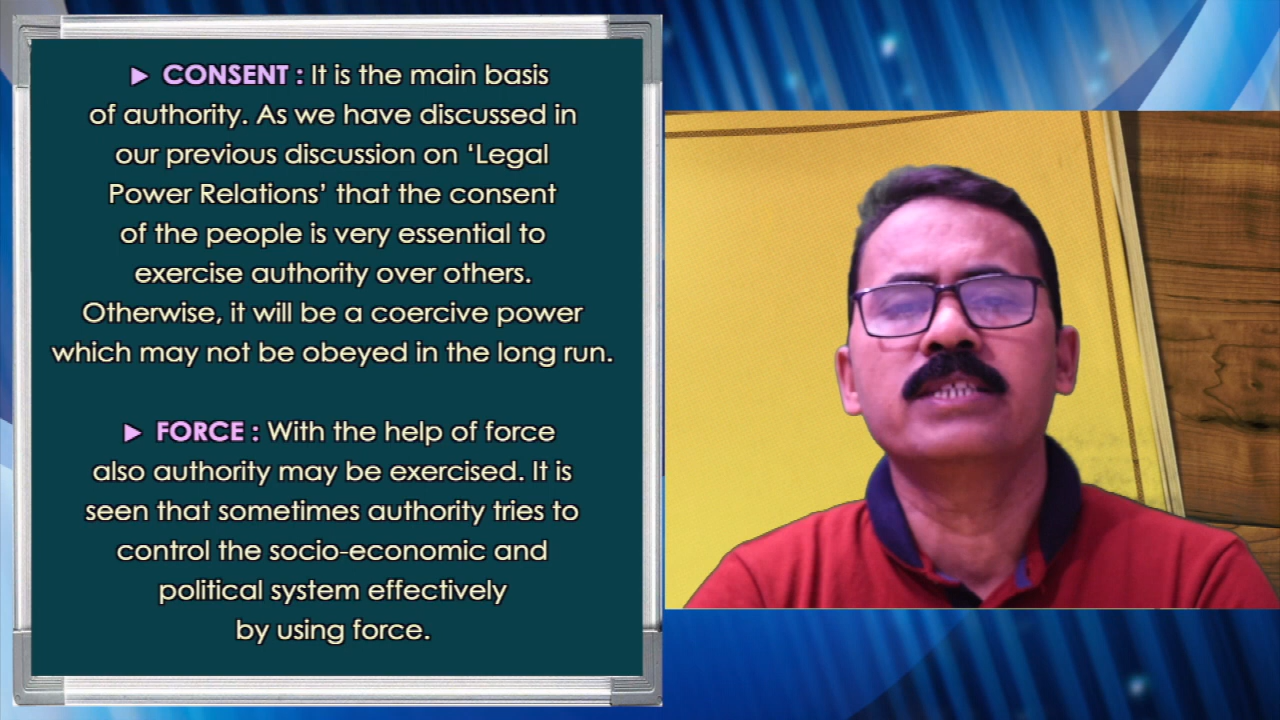 ► CONSENT : It is the main basis
of authority. As we have discussed in
our previous discussion on ‘Legal
Power Relations’ that the consent
of the people is very essential to
exercise authority over others.
Otherwise, it will be a coercive power
which may not be obeyed in the long run.
► FORCE : With the help of force
also authority may be exercised. It is
seen that sometimes authority tries to
control the socio-economic and
political system effectively
by using force.